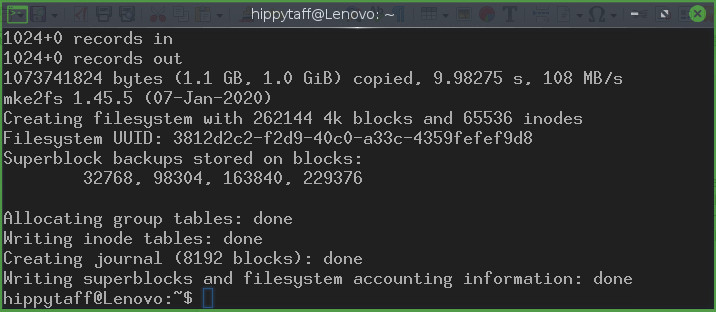 hippytaff@Lenovo: ~
1024+0 records in
1024+0 records out
1073741824 bytes (1.1 GB, 1.0 GiB) copied, 9.98275 s, 108 MB/s
mke2fs 1.45.5 (07-Jan-2020)
Creating filesystem with 262144 4k blocks and 65536 inodes
Filesystem UUID: 3812d2c2-f2d9-40c0-a33c-4359fefef9d8
Superblock backups stored on blocks:
        32768, 98304, 163840, 229376

Allocating group tables: done
Writing inode tables: done
Creating journal (8192 blocks): done
Writing superblocks and filesystem accounting information: done
hippytaff@Lenovo:~$